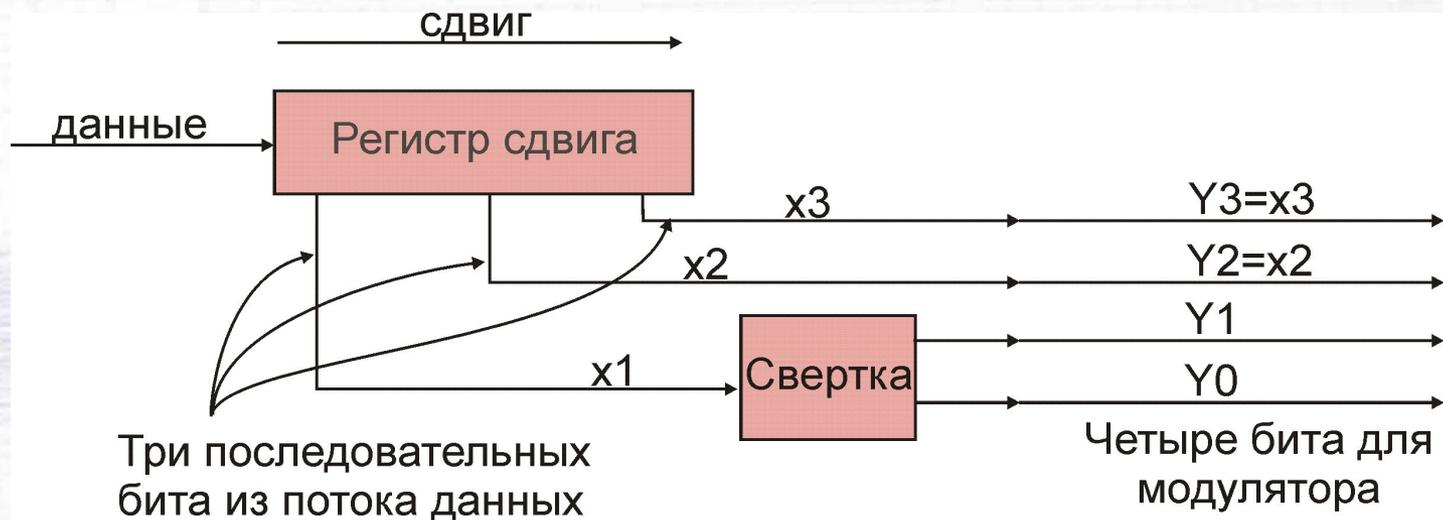 сдвиг
данные
Регистр сдвига
x3
Y3=x3
x2
Y2=x2
Y1
x1
Свертка
Y0
Три последовательных
бита из потока данных
Четыре бита для
модулятора